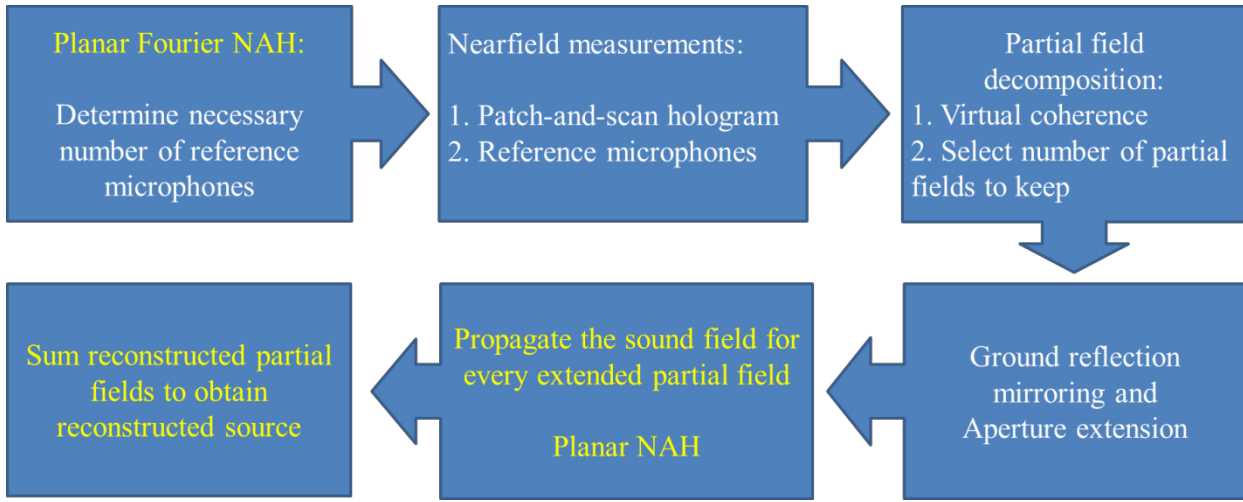 Planar Fourier NAH:
Determine necessary
number of reference
microphones
Nearfield measurements:
1. Patch-and-scan hologram
2. Reference microphones
Partial field
decomposition:
1. Virtual coherence
2. Select number of partial
fields to keep
Ground reflection
mirroring and
Aperture extension
Propagate the sound field for
every extended partial field
Planar NAH
Sum reconstructed partial
fields to obtain
reconstructed source